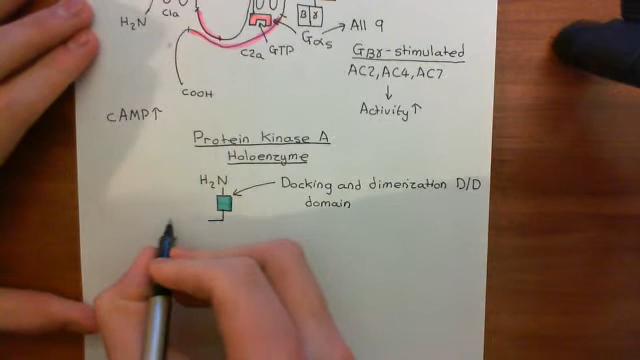 H₂N
C1a
B γ
All 9
Gαs
GTP
C2a
Gβγ-stimulated
AC2, AC4, AC7
Activity↑
COOH
cAMP↑
Protein Kinase A
Holoenzyme
H₂N
Docking and dimerization D/D
domain